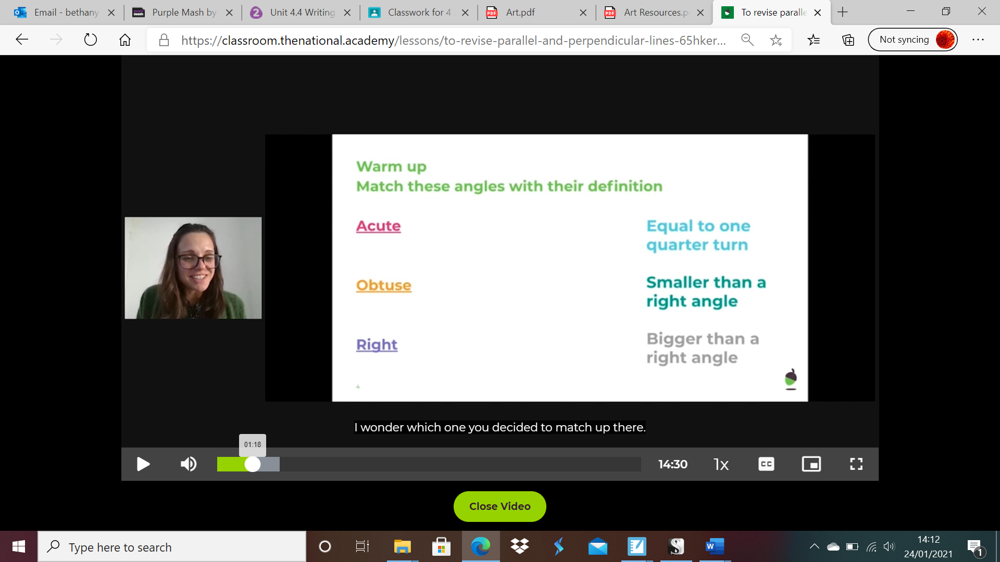 Email - bethany
Purple Mash by
Unit 4.4 Writing
Classwork for 4
Art.pdf
Art Resources.p
To revise paralle
https://classroom.thenational.academy/lessons/to-revise-parallel-and-perpendicular-lines-65hker...
Not syncing
Warm up
Match these angles with their definition
Acute
Equal to one
quarter turn
Obtuse
Smaller than a
right angle
Right
Bigger than a
right angle
4
I wonder which one you decided to match up there.
01:18
14:30
1x
CC
Close Video
Type here to search
14:12
24/01/2021
1